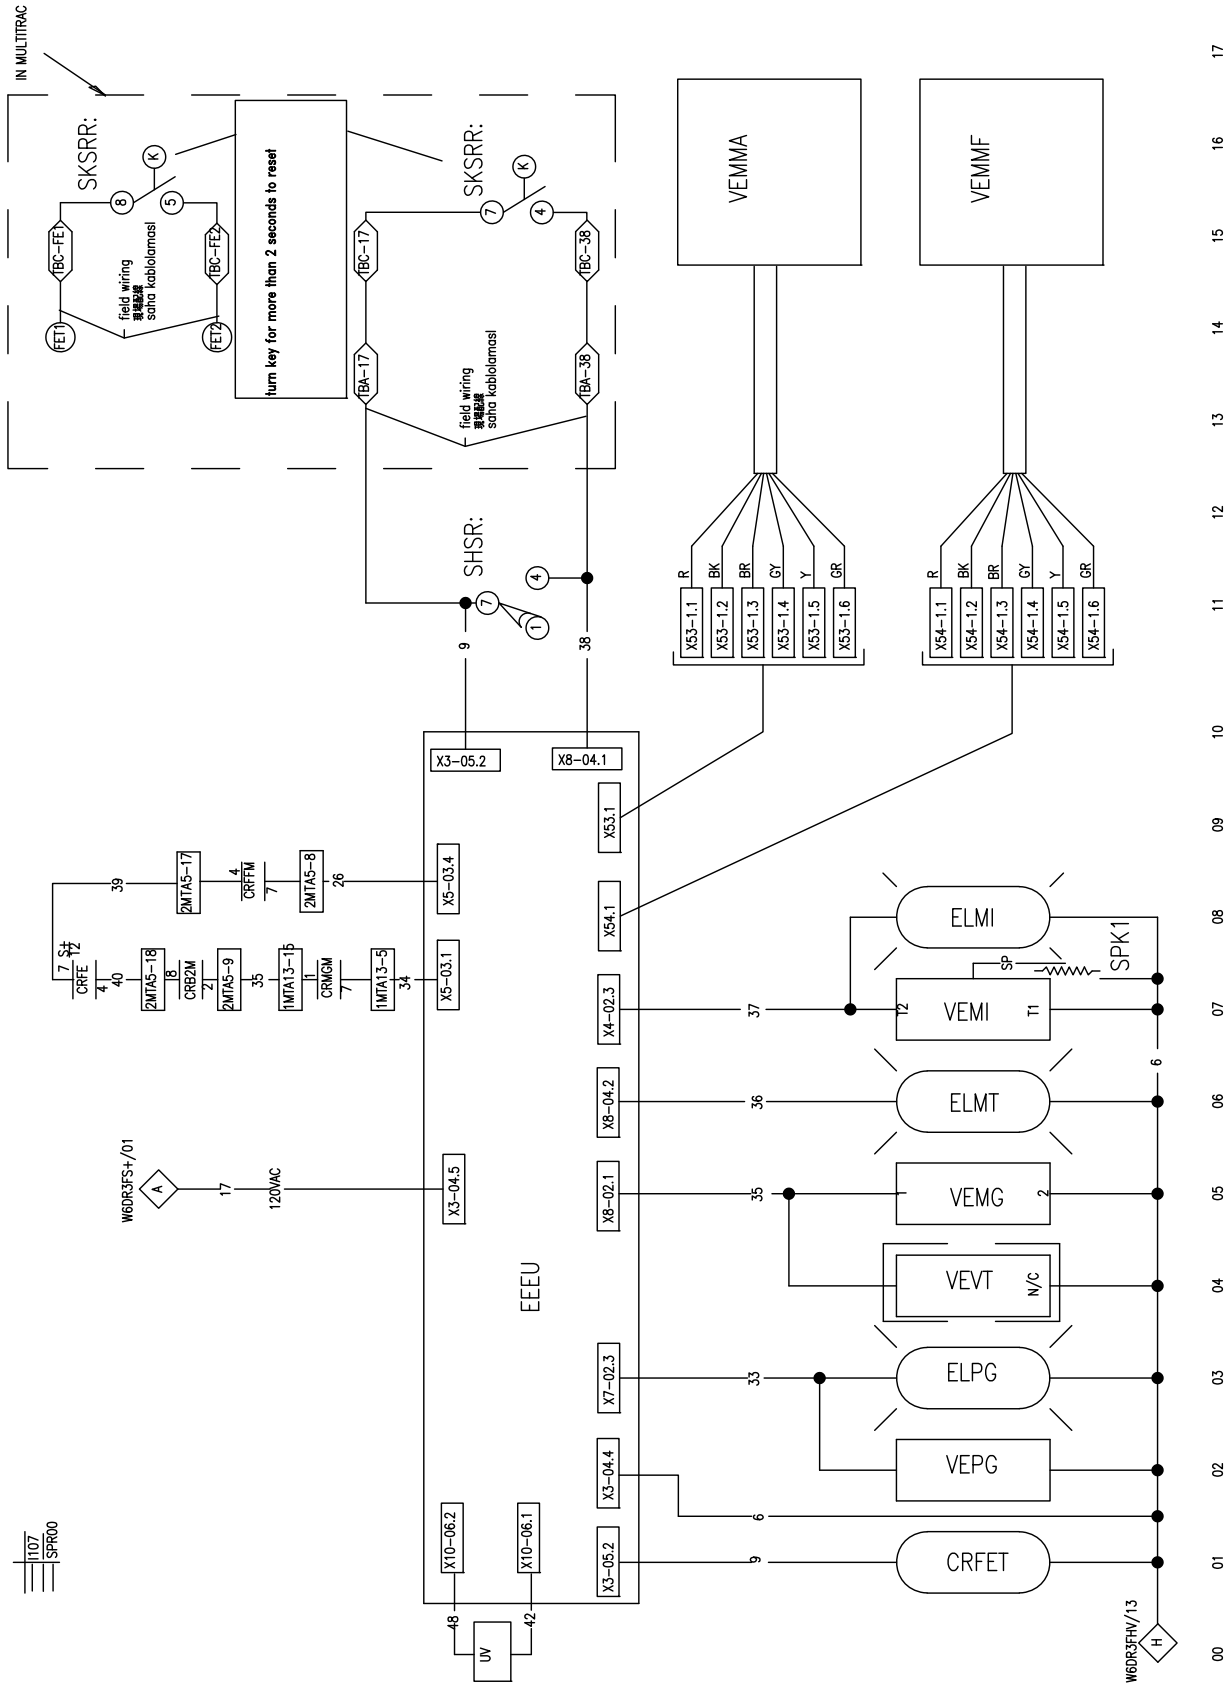 IN MULTITRAC
SKSRR:
TBC-FE1
8
K
5
TBC-FE2
FET1
FET2
field wiring
現場配線
saha kablolamasI
turn key for more than 2 seconds to reset
SKSRR:
TBC-17
7
K
4
TBC-38
TBA-17
TBA-38
field wiring
現場配線
saha kablolamasI
SHSR:
9
7
4
1
38
VEMMA
R
BK
BR
GY
Y
GR
X53-1.1
X53-1.2
X53-1.3
X53-1.4
X53-1.5
X53-1.6
VEMMF
R
BK
BR
GY
Y
GR
X54-1.1
X54-1.2
X54-1.3
X54-1.4
X54-1.5
X54-1.6
39
2MTA5-17
4
CRFFM
7
2MTA5-8
26
X5-03.4
7
S+
12
CRFE
4
40
2MTA5-18
8
CRB2M
2
2MTA5-9
35
1MTA13-15
1
CRMGM
7
1MTA13-5
34
X5-03.1
W6DR3FS+/01
A
17
120VAC
X3-04.5
EEEU
X3-05.2
X8-04.1
X53.1
X54.1
X4-02.3
X8-04.2
X8-02.1
X7-02.3
X3-04.4
X3-05.2
X10-06.2
X10-06.1
48
42
UV
I107
SPR00
37
36
35
33
6
9
ELMI
SP
SPK1
T2
VEMI
T1
ELMT
6
1
VEMG
2
VEVT
N/C
ELPG
VEPG
CRFET
W6DR3FHV/13
H
00
01
02
03
04
05
06
07
08
09
10
11
12
13
14
15
16
17